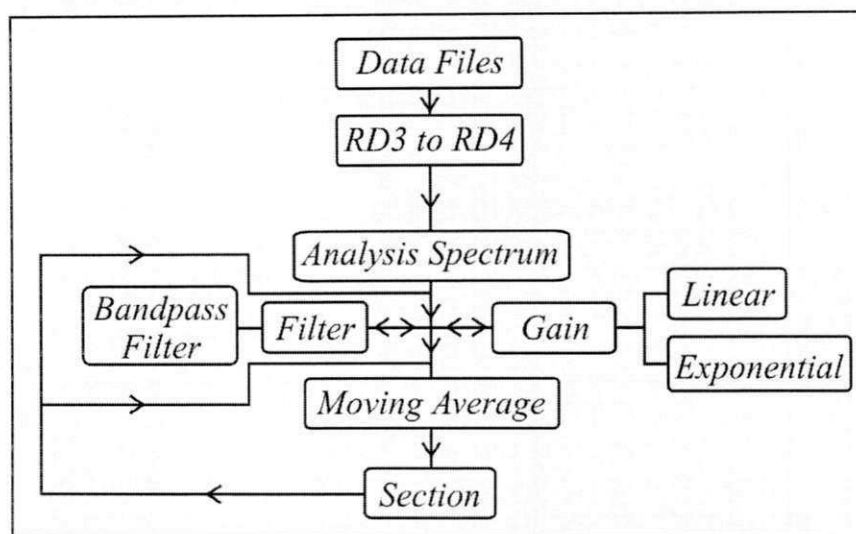 Data Files
RD3 to RD4
Analysis Spectrum
Bandpass
Filter
Filter
Gain
Linear
Exponential
Moving Average
Section